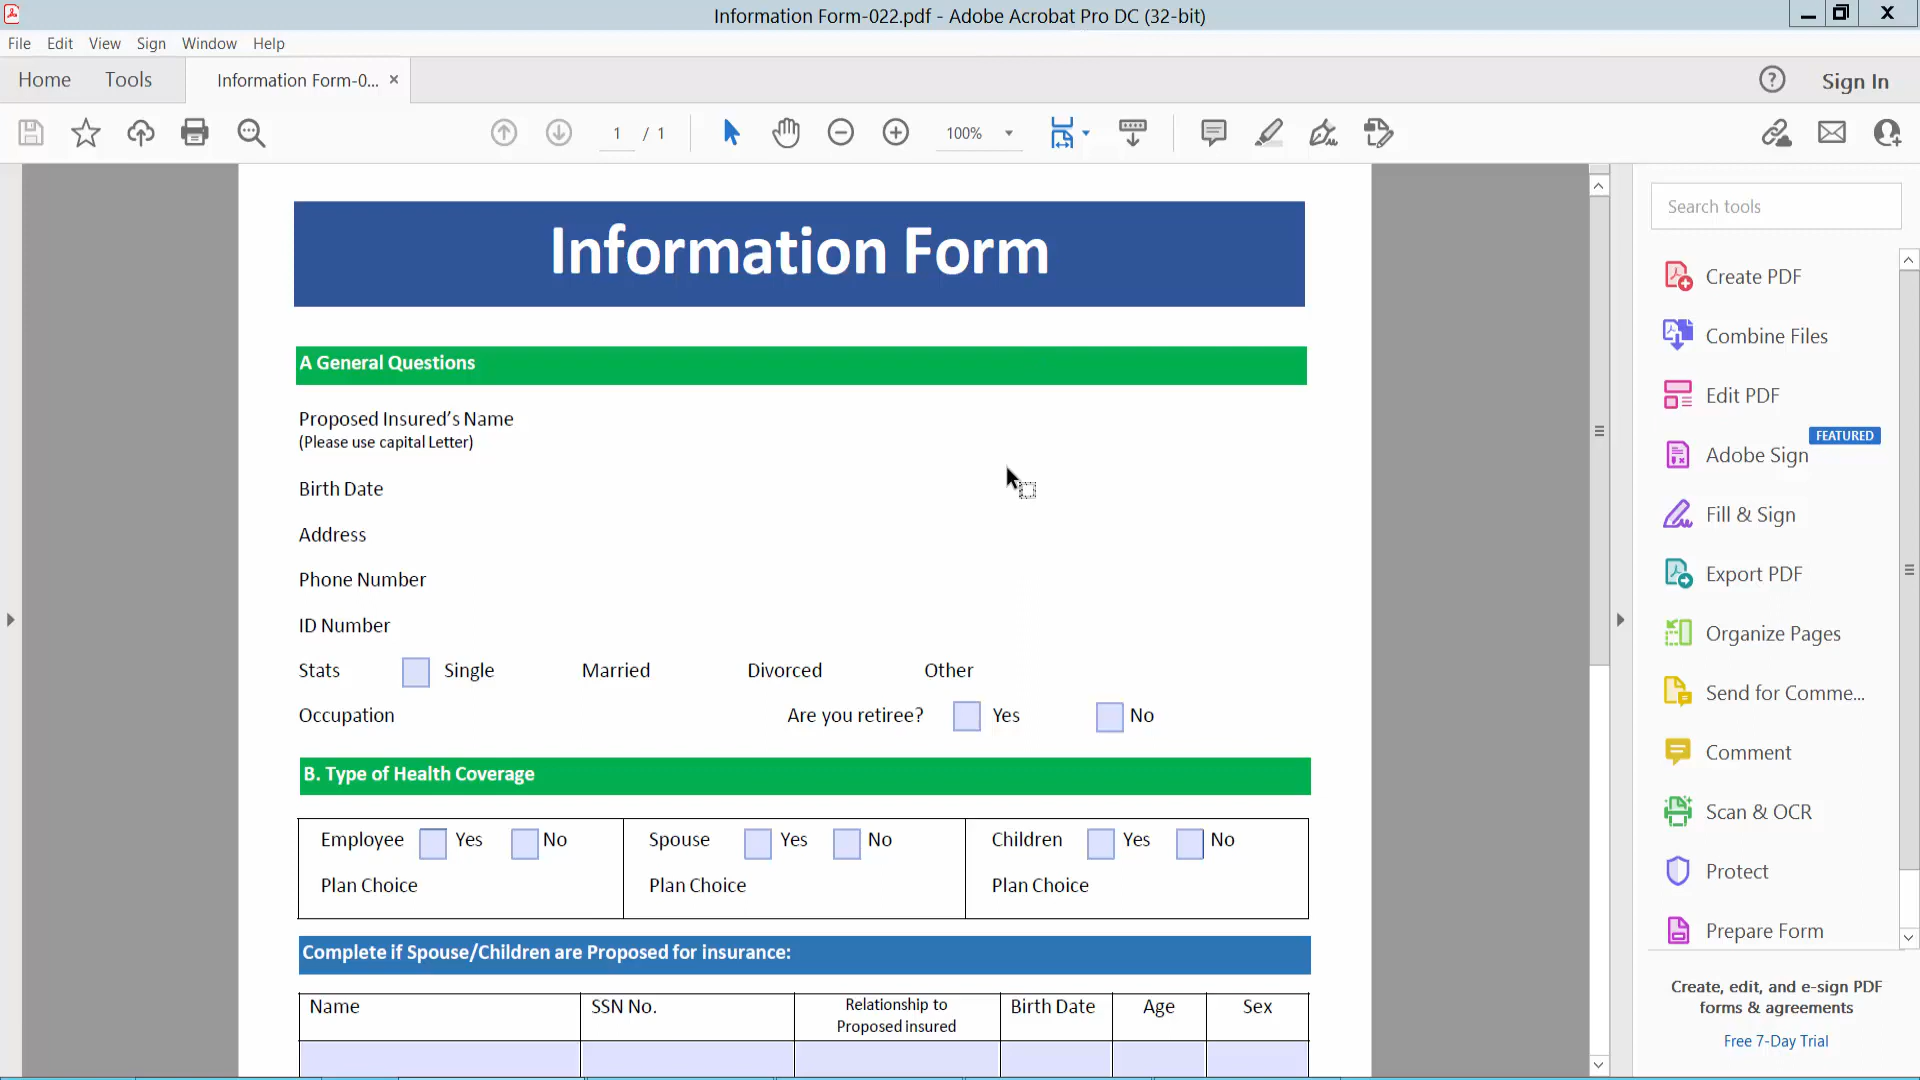 Information Form-022.pdf - Adobe Acrobat Pro DC (32-bit)
File Edit View Sign Window Help
Home Tools Information Form-0... × Sign In
1 / 1 100%
Search tools
Create PDF
Combine Files
Edit PDF
FEATURED
Adobe Sign
Fill & Sign
Export PDF
Organize Pages
Send for Comme...
Comment
Scan & OCR
Protect
Prepare Form
Create, edit, and e-sign PDF
forms & agreements
Free 7-Day Trial
Information Form
A General Questions
Proposed Insured’s Name
(Please use capital Letter)
Birth Date
Address
Phone Number
ID Number
Stats Single Married Divorced Other
Occupation Are you retiree? Yes No
B. Type of Health Coverage
Employee Yes No Spouse Yes No Children Yes No
Plan Choice Plan Choice Plan Choice
Complete if Spouse/Children are Proposed for insurance:
Name SSN No. Relationship to Proposed insured Birth Date Age Sex